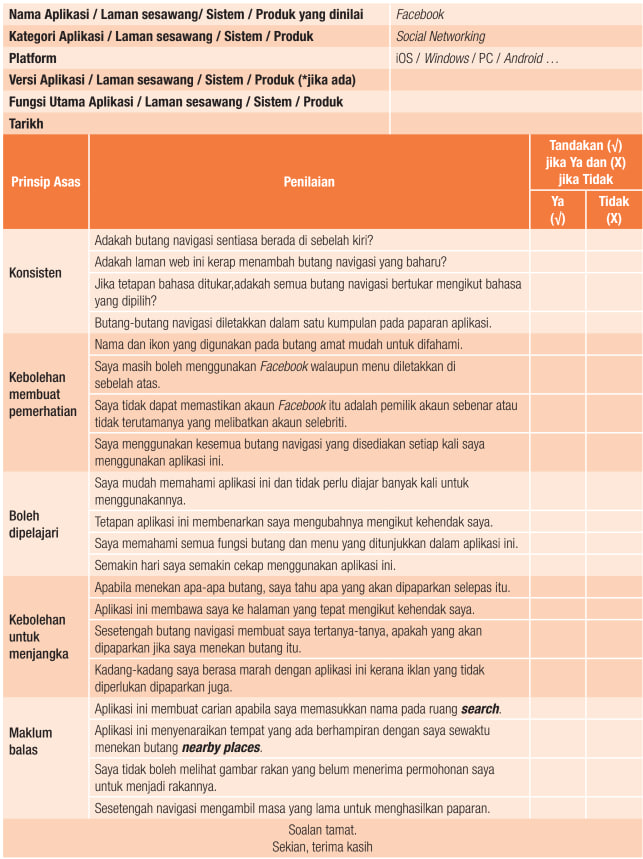 Nama Aplikasi / Laman sesawang/ Sistem / Produk yang dinilai Facebook
Kategori Aplikasi / Laman sesawang / Sistem / Produk Social Networking
Platform iOS / Windows / PC / Android …
Versi Aplikasi / Laman sesawang / Sistem / Produk (*jika ada)
Fungsi Utama Aplikasi / Laman sesawang / Sistem / Produk
Tarikh
Prinsip Asas
Penilaian
Tandakan (√)
jika Ya dan (X)
jika Tidak
Ya
(√)
Tidak
(X)
Konsisten
Adakah butang navigasi sentiasa berada di sebelah kiri?
Adakah laman web ini kerap menambah butang navigasi yang baharu?
Jika tetapan bahasa ditukar,adakah semua butang navigasi bertukar mengikut bahasa
yang dipilih?
Butang-butang navigasi diletakkan dalam satu kumpulan pada paparan aplikasi.
Kebolehan
membuat
pemerhatian
Nama dan ikon yang digunakan pada butang amat mudah untuk difahami.
Saya masih boleh menggunakan Facebook walaupun menu diletakkan di
sebelah atas.
Saya tidak dapat memastikan akaun Facebook itu adalah pemilik akaun sebenar atau
tidak terutamanya yang melibatkan akaun selebriti.
Saya menggunakan kesemua butang navigasi yang disediakan setiap kali saya
menggunakan aplikasi ini.
Boleh
dipelajari
Saya mudah memahami aplikasi ini dan tidak perlu diajar banyak kali untuk
menggunakannya.
Tetapan aplikasi ini membenarkan saya mengubahnya mengikut kehendak saya.
Saya memahami semua fungsi butang dan menu yang ditunjukkan dalam aplikasi ini.
Semakin hari saya semakin cekap menggunakan aplikasi ini.
Kebolehan
untuk
menjangka
Apabila menekan apa-apa butang, saya tahu apa yang akan dipaparkan selepas itu.
Aplikasi ini membawa saya ke halaman yang tepat mengikut kehendak saya.
Sesetengah butang navigasi membuat saya tertanya-tanya, apakah yang akan
dipaparkan jika saya menekan butang itu.
Kadang-kadang saya berasa marah dengan aplikasi ini kerana iklan yang tidak
diperlukan dipaparkan juga.
Maklum
balas
Aplikasi ini membuat carian apabila saya memasukkan nama pada ruang search.
Aplikasi ini menyenaraikan tempat yang ada berhampiran dengan saya sewaktu
menekan butang nearby places.
Saya tidak boleh melihat gambar rakan yang belum menerima permohonan saya
untuk menjadi rakannya.
Sesetengah navigasi mengambil masa yang lama untuk menghasilkan paparan.
Soalan tamat.
Sekian, terima kasih